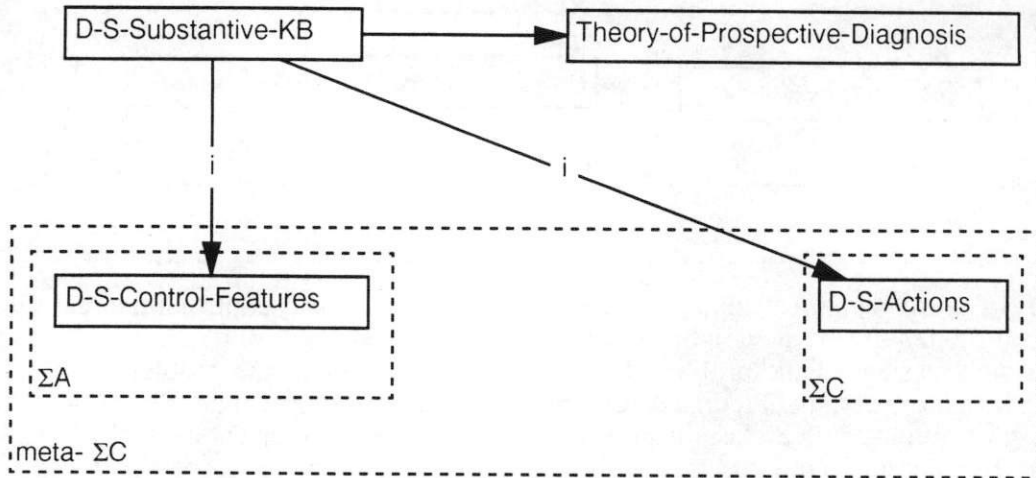 D-S-Substantive-KB
Theory-of-Prospective-Diagnosis
i
i
D-S-Control-Features
D-S-Actions
ΣA
ΣC
meta- ΣC